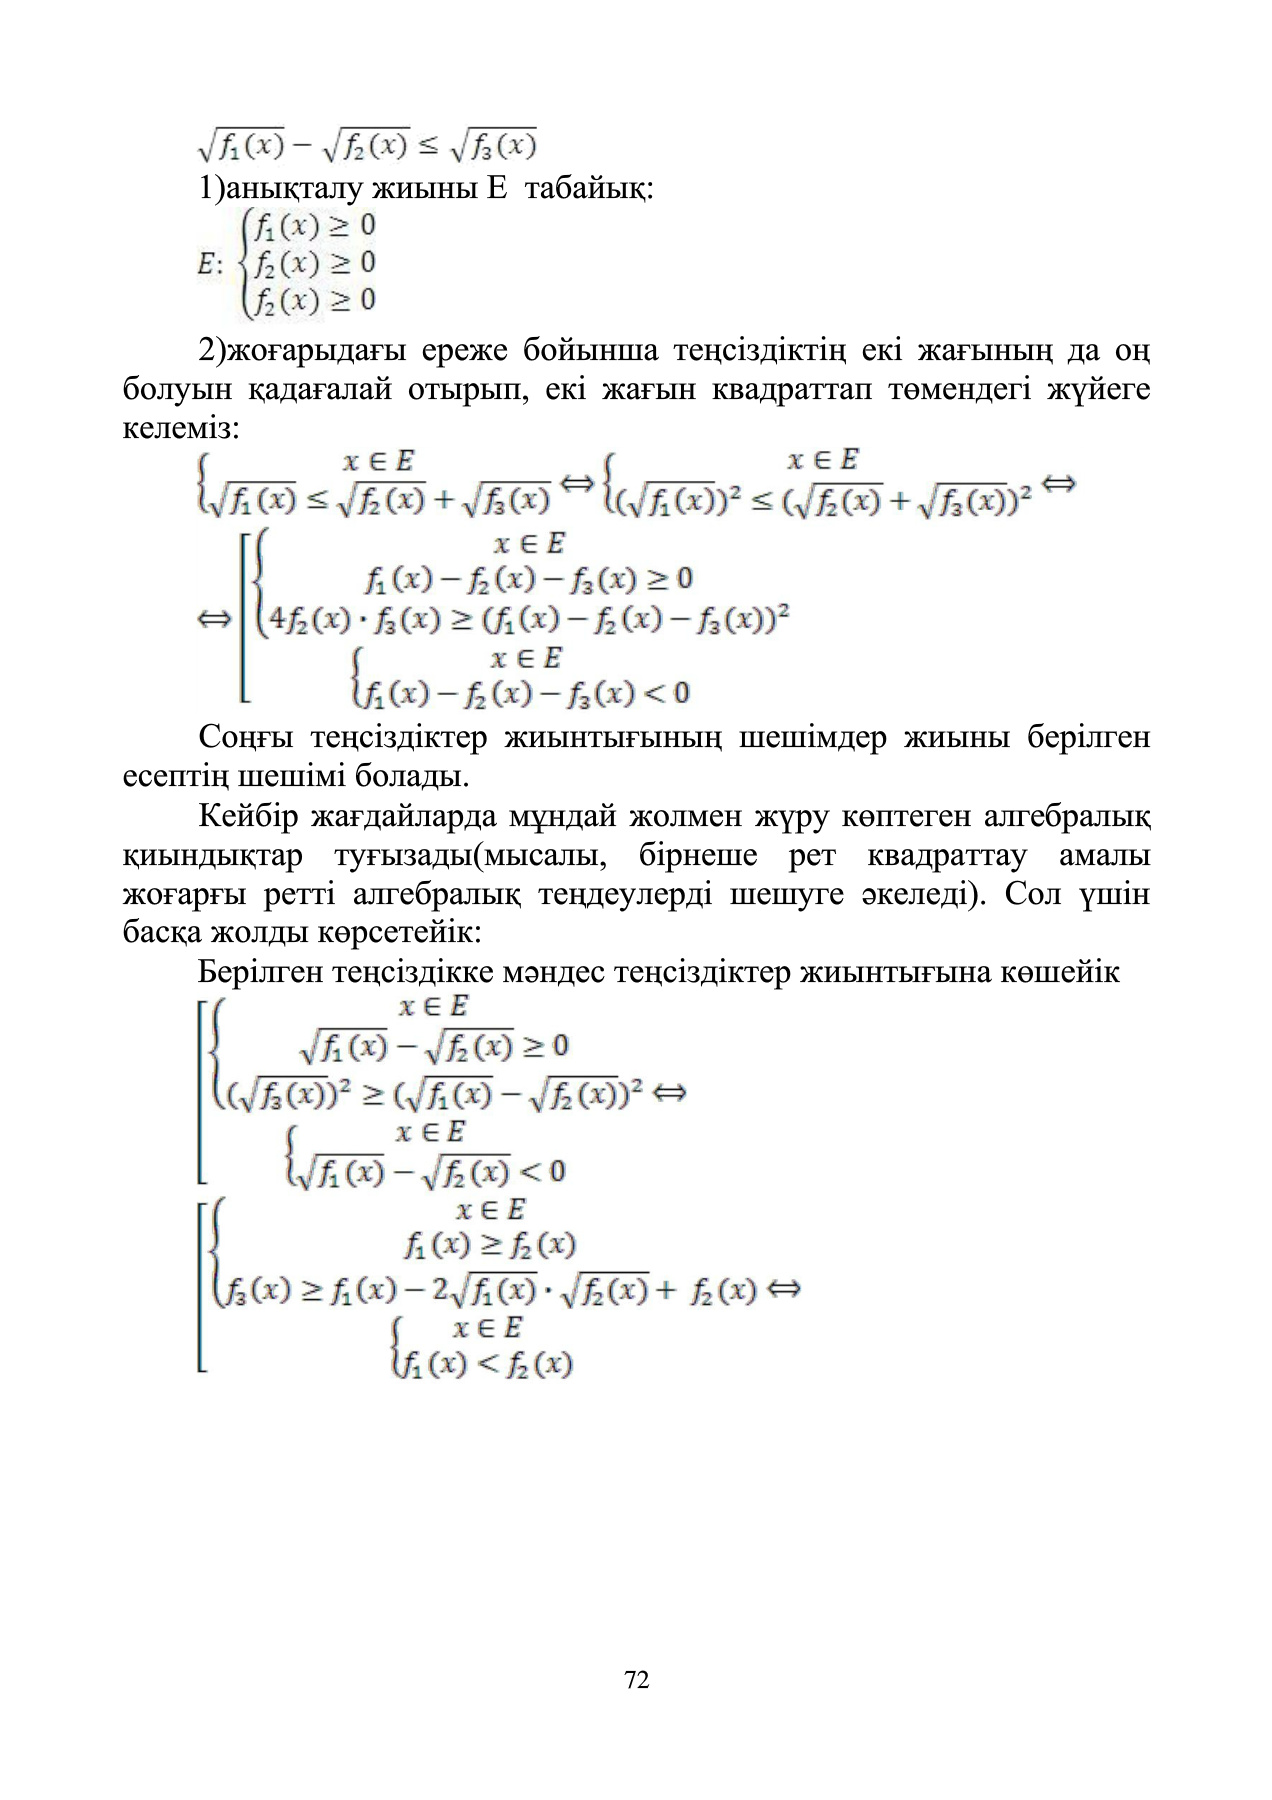 √f₁(x) − √f₂(x) ≤ √f₃(x)
1)анықталу жиыны E табайық:
f₁(x) ≥ 0
E: { f₂(x) ≥ 0
f₂(x) ≥ 0
2)жоғарыдағы ереже бойынша теңсіздіктің екі жағының да оң
болуын қадағалай отырып, екі жағын квадраттап төмендегі жүйеге
келеміз:
{ x ∈ E ⇔ { x ∈ E ⇔
√f₁(x) ≤ √f₂(x) + √f₃(x) (√f₁(x))² ≤ (√f₂(x) + √f₃(x))²
x ∈ E
f₁(x) − f₂(x) − f₃(x) ≥ 0
⇔ [ { 4f₂(x) · f₃(x) ≥ (f₁(x) − f₂(x) − f₃(x))²
{ x ∈ E
f₁(x) − f₂(x) − f₃(x) < 0
Соңғы теңсіздіктер жиынтығының шешімдер жиыны берілген
есептің шешімі болады.
Кейбір жағдайларда мұндай жолмен жүру көптеген алгебралық
қиындықтар туғызады(мысалы, бірнеше рет квадраттау амалы
жоғарғы ретті алгебралық теңдеулерді шешуге әкеледі). Сол үшін
басқа жолды көрсетейік:
Берілген теңсіздікке мәндес теңсіздіктер жиынтығына көшейік
[ { x ∈ E
√f₁(x) − √f₂(x) ≥ 0
(√f₃(x))² ≥ (√f₁(x) − √f₂(x))² ⇔
{ x ∈ E
√f₁(x) − √f₂(x) < 0
[ { x ∈ E
f₁(x) ≥ f₂(x)
f₃(x) ≥ f₁(x) − 2√f₁(x) · √f₂(x) + f₂(x) ⇔
{ x ∈ E
f₁(x) < f₂(x)
72